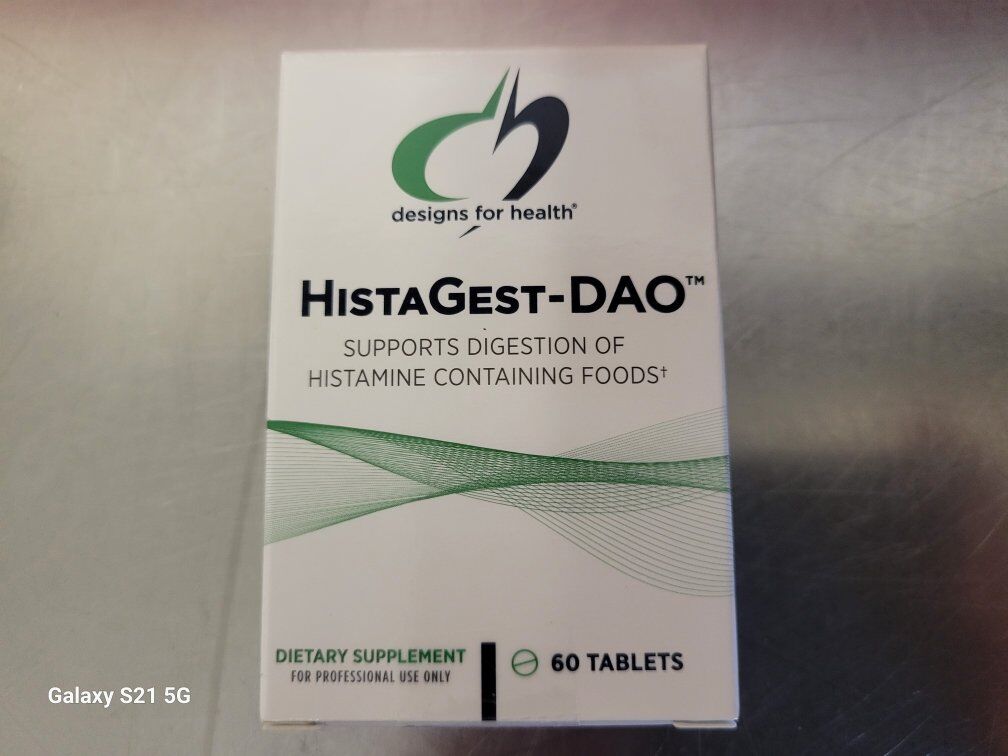 designs for health®
HISTAGEST-DAO™
SUPPORTS DIGESTION OF
HISTAMINE CONTAINING FOODS†
DIETARY SUPPLEMENT
FOR PROFESSIONAL USE ONLY
60 TABLETS
Galaxy S21 5G